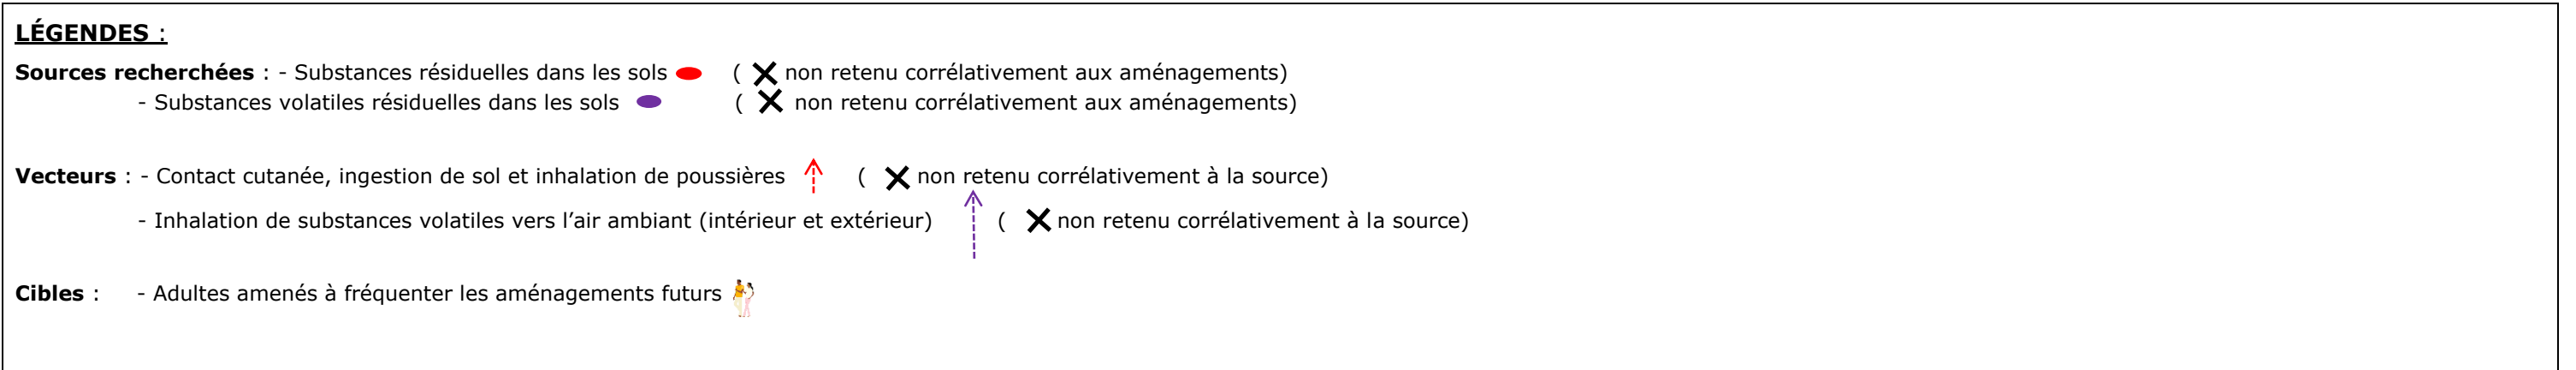 LÉGENDES :
Sources recherchées : - Substances résiduelles dans les sols ( non retenu corrélativement aux aménagements)
- Substances volatiles résiduelles dans les sols ( non retenu corrélativement aux aménagements)
Vecteurs : - Contact cutanée, ingestion de sol et inhalation de poussières ( non retenu corrélativement à la source)
- Inhalation de substances volatiles vers l’air ambiant (intérieur et extérieur) ( non retenu corrélativement à la source)
Cibles : - Adultes amenés à fréquenter les aménagements futurs